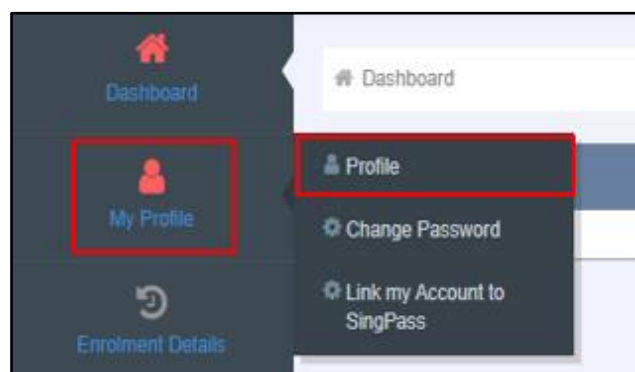 Dashboard
Dashboard
My Profile
Profile
Change Password
Link my Account to
SingPass
Enrolment Details